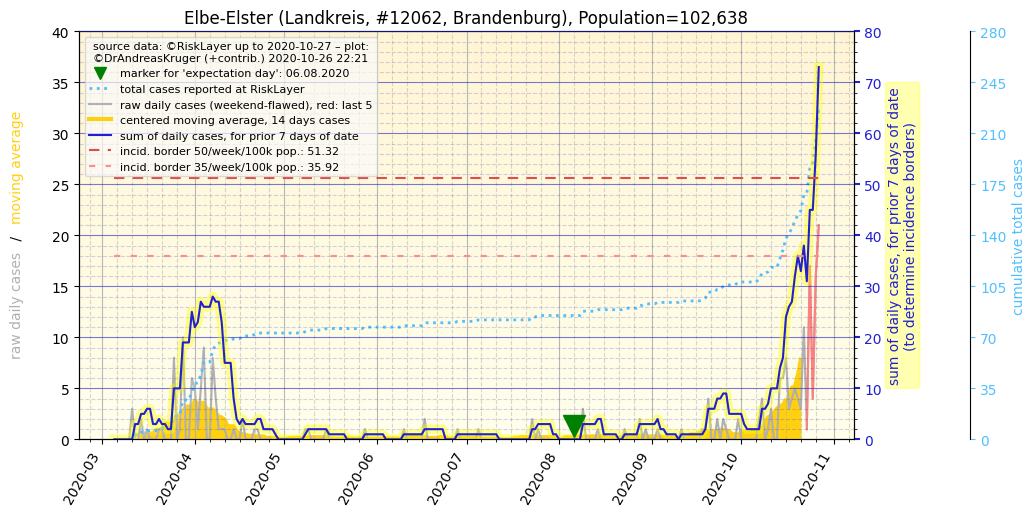 Elbe-Elster (Landkreis, #12062, Brandenburg), Population=102,638
source data: ©RiskLayer up to 2020-10-27 – plot:
©DrAndreasKruger (+contrib.) 2020-10-26 22:21
marker for 'expectation day': 06.08.2020
total cases reported at RiskLayer
raw daily cases (weekend-flawed), red: last 5
centered moving average, 14 days cases
sum of daily cases, for prior 7 days of date
incid. border 50/week/100k pop.: 51.32
incid. border 35/week/100k pop.: 35.92
raw daily cases / moving average
40
35
30
25
20
15
10
5
0
80
70
60
50
40
30
20
10
0
sum of daily cases, for prior 7 days of date
(to determine incidence borders)
280
245
210
175
140
105
70
35
0
cumulative total cases
2020-03
2020-04
2020-05
2020-06
2020-07
2020-08
2020-09
2020-10
2020-11